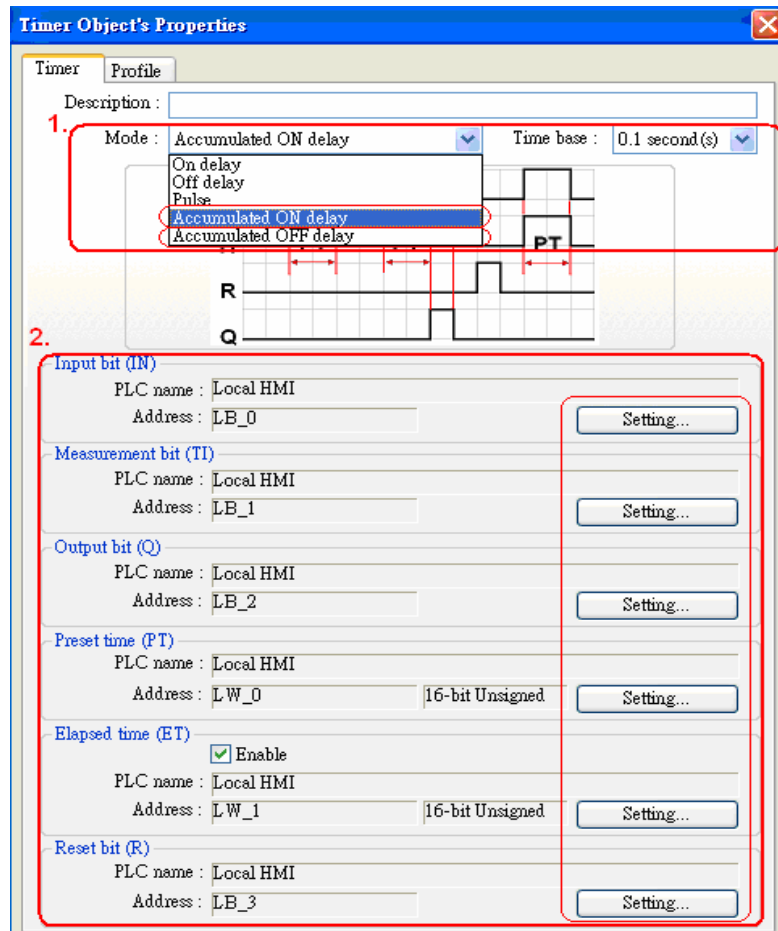 Timer Object's Properties
Timer Profile
Description :
1.
Mode : Accumulated ON delay Time base : 0.1 second(s)
On delay
Off delay
Pulse
Accumulated ON delay
Accumulated OFF delay
PT
R
Q
2.
Input bit (IN)
PLC name : Local HMI
Address : LB_0 Setting...
Measurement bit (TI)
PLC name : Local HMI
Address : LB_1 Setting...
Output bit (Q)
PLC name : Local HMI
Address : LB_2 Setting...
Preset time (PT)
PLC name : Local HMI
Address : LW_0 16-bit Unsigned Setting...
Elapsed time (ET)
Enable
PLC name : Local HMI
Address : LW_1 16-bit Unsigned Setting...
Reset bit (R)
PLC name : Local HMI
Address : LB_3 Setting...